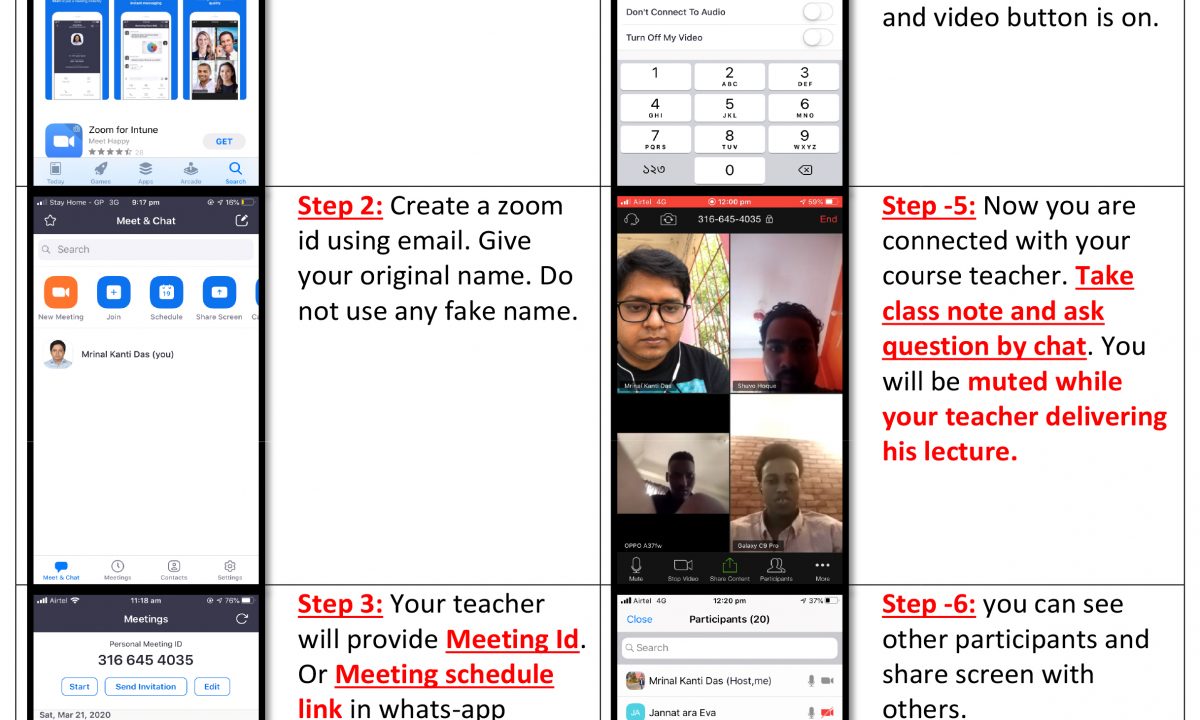 instant messaging
quality
Zoom for Intune
Meet Happy
28
GET
Today
Games
Apps
Arcade
Search
Don't Connect To Audio
Turn Off My Video
1
2
ABC
3
DEF
4
GHI
5
JKL
6
MNO
7
PQRS
8
TUV
9
WXYZ
১২৩
0
and video button is on.
Stay Home - GP 3G 9:17 pm 16%
Meet & Chat
Search
19
New Meeting
Join
Schedule
Share Screen
Mrinal Kanti Das (you)
Meet & Chat
Meetings
Contacts
Settings
Step 2: Create a zoom
id using email. Give
your original name. Do
not use any fake name.
Airtel 4G 12:00 pm 59%
316-645-4035
End
Mrinal Kanti Das
Shuvo Hoque
OPPO A37fw
Galaxy C9 Pro
Mute
Stop Video
Share Content
Participants
More
Step -5: Now you are
connected with your
course teacher. Take
class note and ask
question by chat. You
will be muted while
your teacher delivering
his lecture.
Airtel 11:18 am 76%
Meetings
Personal Meeting ID
316 645 4035
Start
Send Invitation
Edit
Sat, Mar 21, 2020
Step 3: Your teacher
will provide Meeting Id.
Or Meeting schedule
link in whats-app
Airtel 4G 12:20 pm 37%
Close
Participants (20)
Search
Mrinal Kanti Das (Host,me)
JA
Jannat ara Eva
Step -6: you can see
other participants and
share screen with
others.